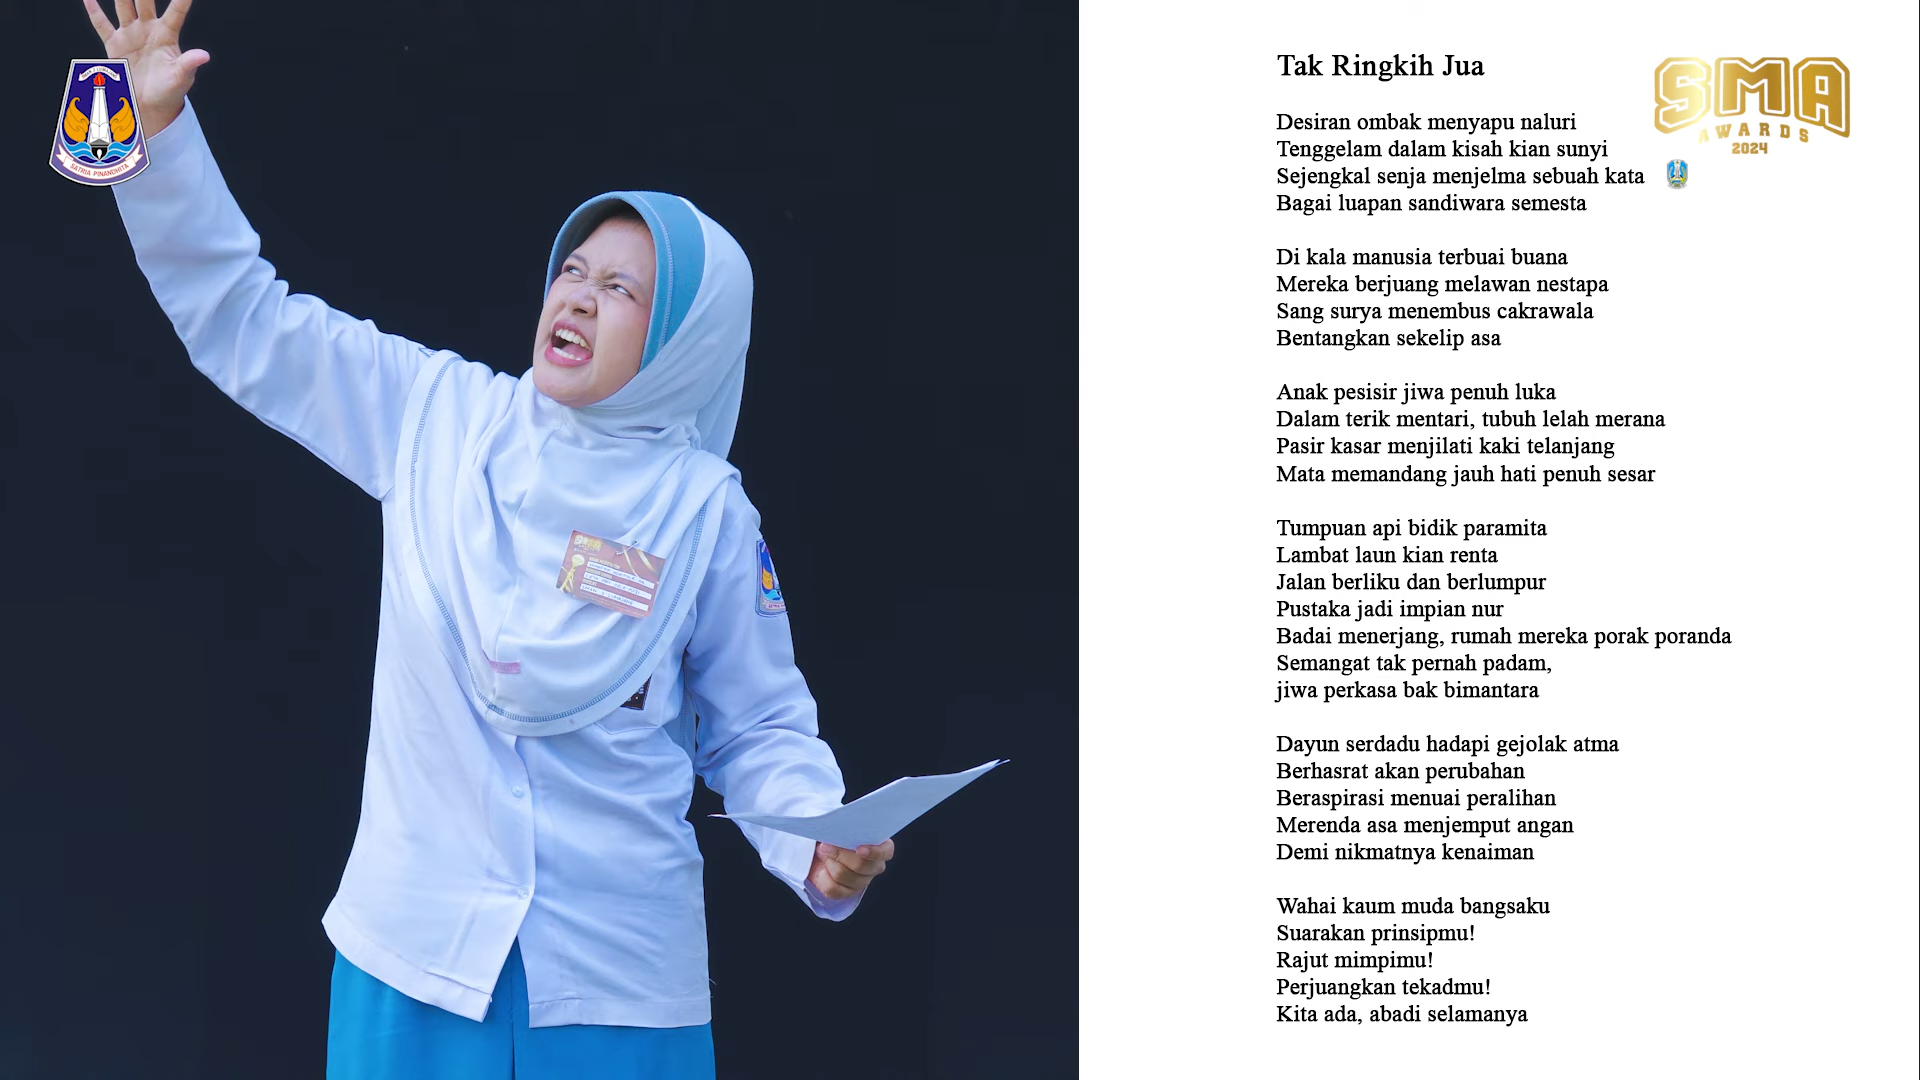 SATRIA PINANDHITA
Tak Ringkih Jua
SMA
AWARDS
2024
Desiran ombak menyapu naluri
Tenggelam dalam kisah kian sunyi
Sejengkal senja menjelma sebuah kata
Bagai luapan sandiwara semesta
Di kala manusia terbuai buana
Mereka berjuang melawan nestapa
Sang surya menembus cakrawala
Bentangkan sekelip asa
Anak pesisir jiwa penuh luka
Dalam terik mentari, tubuh lelah merana
Pasir kasar menjilati kaki telanjang
Mata memandang jauh hati penuh sesar
Tumpuan api bidik paramita
Lambat laun kian renta
Jalan berliku dan berlumpur
Pustaka jadi impian nur
Badai menerjang, rumah mereka porak poranda
Semangat tak pernah padam,
jiwa perkasa bak bimantara
Dayun serdadu hadapi gejolak atma
Berhasrat akan perubahan
Beraspirasi menuai peralihan
Merenda asa menjemput angan
Demi nikmatnya kenaiman
Wahai kaum muda bangsaku
Suarakan prinsipmu!
Rajut mimpimu!
Perjuangkan tekadmu!
Kita ada, abadi selamanya